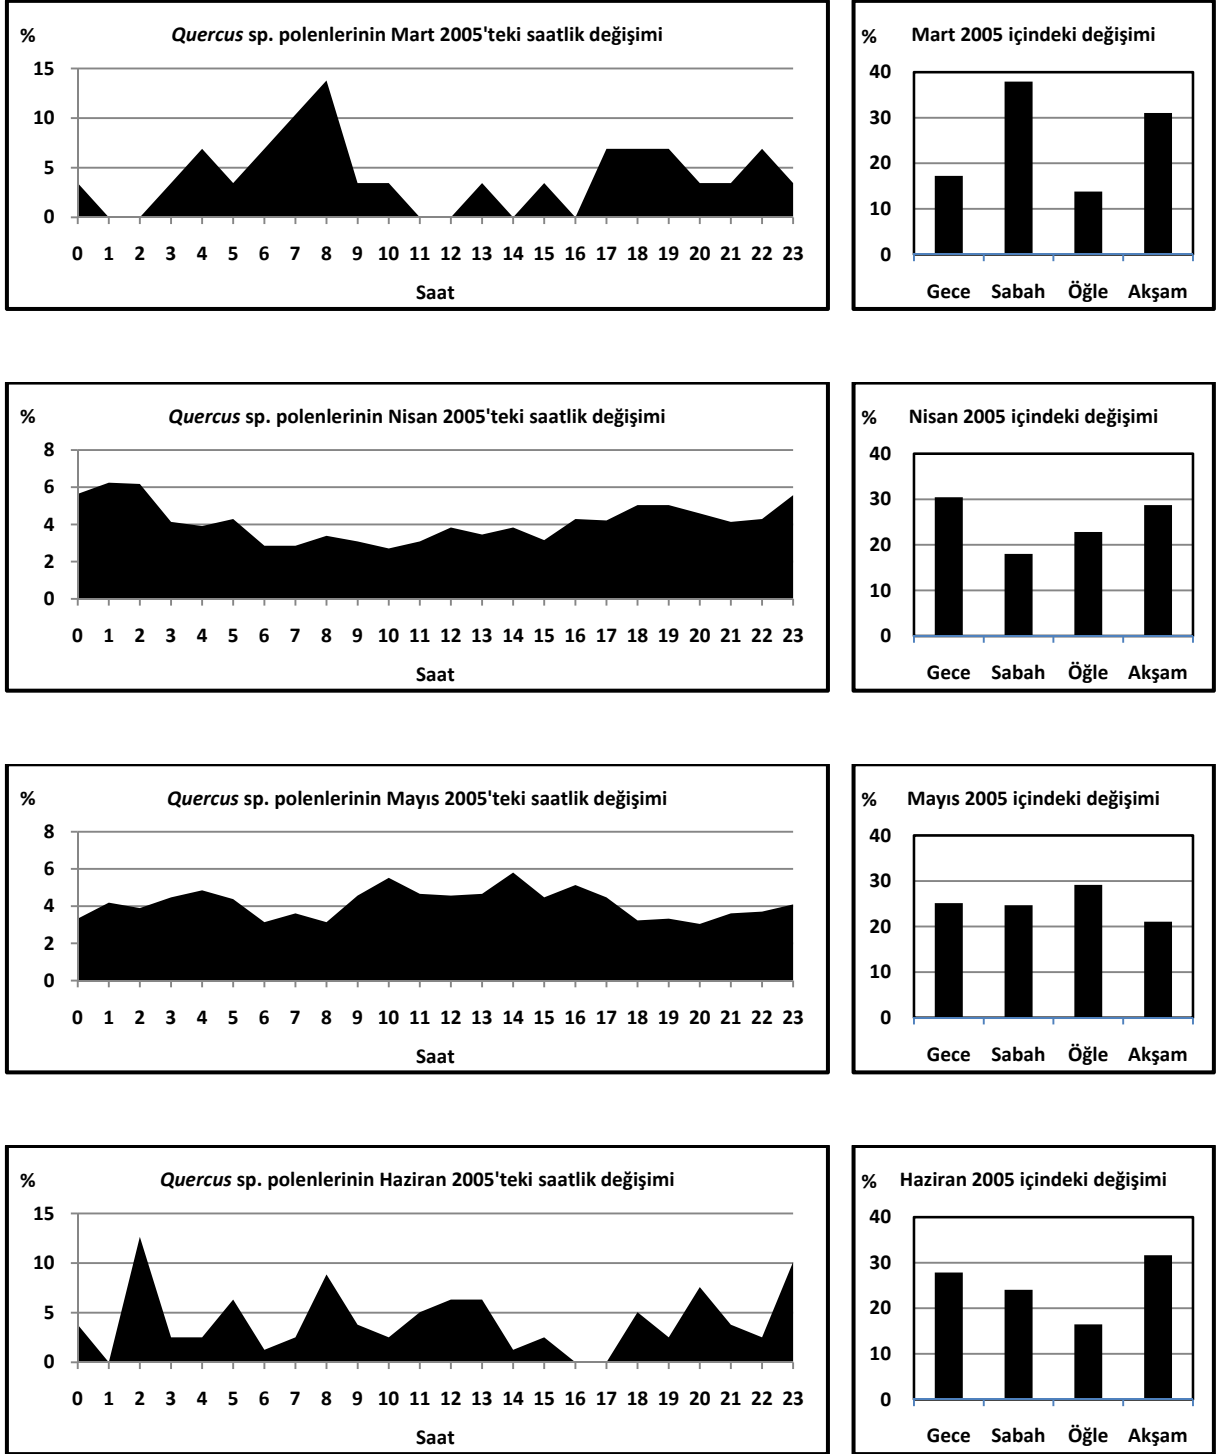 % Quercus sp. polenlerinin Mart 2005'teki saatlik değişimi
15
10
5
0
0 1 2 3 4 5 6 7 8 9 10 11 12 13 14 15 16 17 18 19 20 21 22 23
Saat
% Mart 2005 içindeki değişimi
40
30
20
10
0
Gece Sabah Öğle Akşam
% Quercus sp. polenlerinin Nisan 2005'teki saatlik değişimi
8
6
4
2
0
0 1 2 3 4 5 6 7 8 9 10 11 12 13 14 15 16 17 18 19 20 21 22 23
Saat
% Nisan 2005 içindeki değişimi
40
30
20
10
0
Gece Sabah Öğle Akşam
% Quercus sp. polenlerinin Mayıs 2005'teki saatlik değişimi
8
6
4
2
0
0 1 2 3 4 5 6 7 8 9 10 11 12 13 14 15 16 17 18 19 20 21 22 23
Saat
% Mayıs 2005 içindeki değişimi
40
30
20
10
0
Gece Sabah Öğle Akşam
% Quercus sp. polenlerinin Haziran 2005'teki saatlik değişimi
15
10
5
0
0 1 2 3 4 5 6 7 8 9 10 11 12 13 14 15 16 17 18 19 20 21 22 23
Saat
% Haziran 2005 içindeki değişimi
40
30
20
10
0
Gece Sabah Öğle Akşam